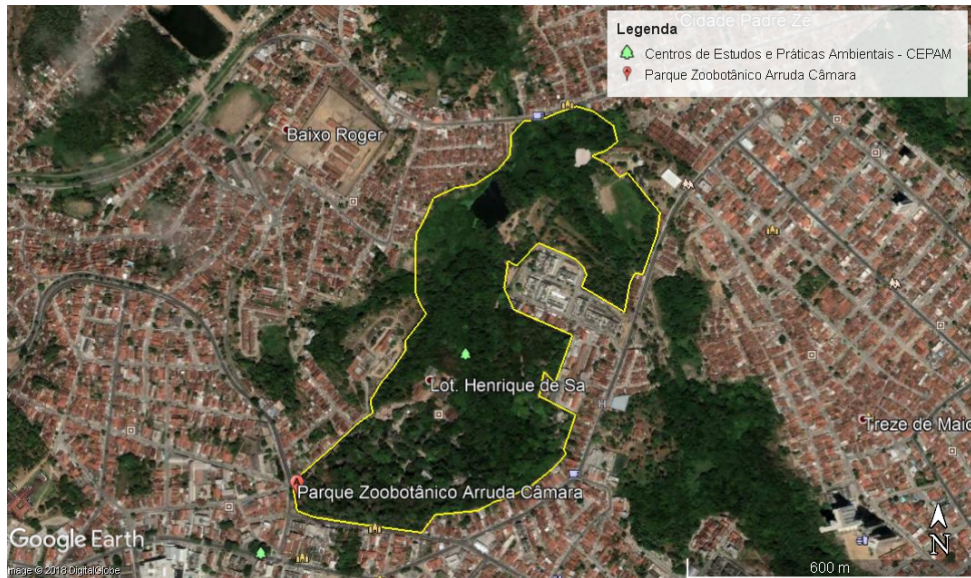 Cidade Padre Zé
Legenda
Centros de Estudos e Práticas Ambientais - CEPAM
Parque Zoobotânico Arruda Câmara
Baixo Roger
Lot. Henrique de Sa
Treze de Maio
Parque Zoobotânico Arruda Câmara
Google Earth
Image © 2018 DigitalGlobe
N
600 m